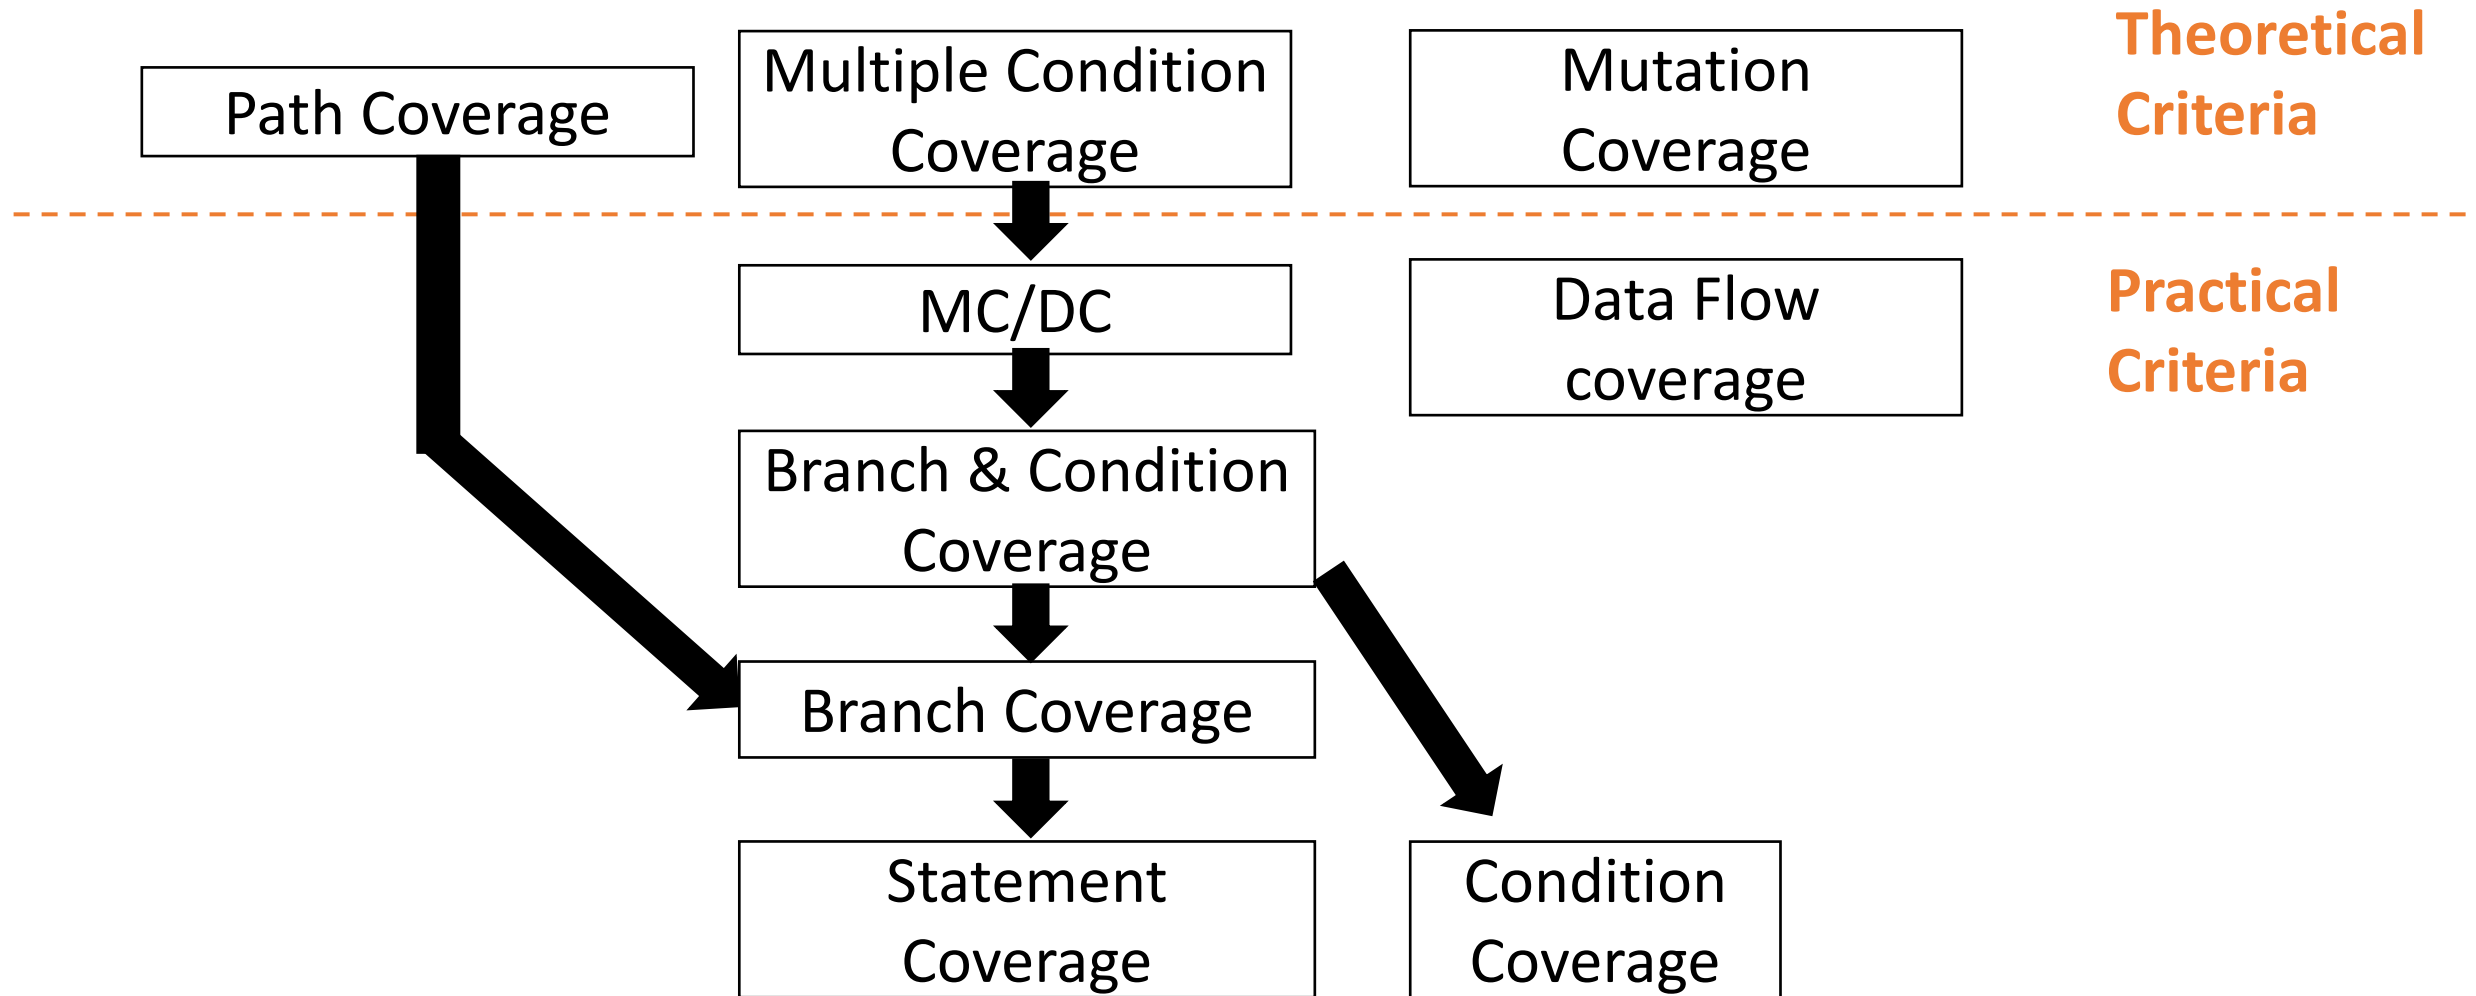 Path Coverage
Multiple Condition
Coverage
Mutation
Coverage
Theoretical
Criteria
MC/DC
Data Flow
coverage
Practical
Criteria
Branch & Condition
Coverage
Branch Coverage
Statement
Coverage
Condition
Coverage